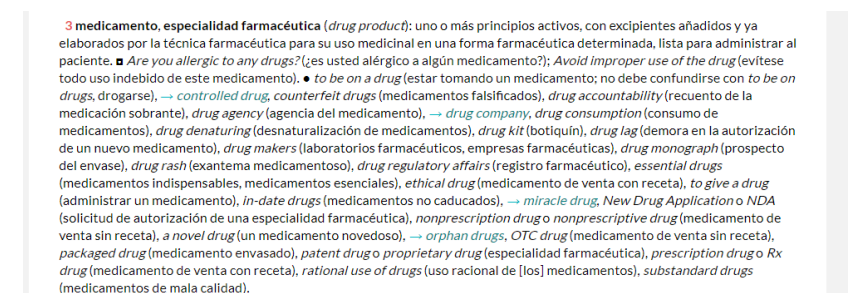 3 medicamento, especialidad farmacéutica (drug product): uno o más principios activos, con excipientes añadidos y ya
elaborados por la técnica farmacéutica para su uso medicinal en una forma farmacéutica determinada, lista para administrar al
paciente. ◘ Are you allergic to any drugs? (¿es usted alérgico a algún medicamento?); Avoid improper use of the drug (evítese
todo uso indebido de este medicamento). ● to be on a drug (estar tomando un medicamento; no debe confundirse con to be on
drugs, drogarse), → controlled drug, counterfeit drugs (medicamentos falsificados), drug accountability (recuento de la
medicación sobrante), drug agency (agencia del medicamento), → drug company, drug consumption (consumo de
medicamentos), drug denaturing (desnaturalización de medicamentos), drug kit (botiquín), drug lag (demora en la autorización
de un nuevo medicamento), drug makers (laboratorios farmacéuticos, empresas farmacéuticas), drug monograph (prospecto
del envase), drug rash (exantema medicamentoso), drug regulatory affairs (registro farmacéutico), essential drugs
(medicamentos indispensables, medicamentos esenciales), ethical drug (medicamento de venta con receta), to give a drug
(administrar un medicamento), in-date drugs (medicamentos no caducados), → miracle drug, New Drug Application o NDA
(solicitud de autorización de una especialidad farmacéutica), nonprescription drug o nonprescriptive drug (medicamento de
venta sin receta), a novel drug (un medicamento novedoso), → orphan drugs, OTC drug (medicamento de venta sin receta),
packaged drug (medicamento envasado), patent drug o proprietary drug (especialidad farmacéutica), prescription drug o Rx
drug (medicamento de venta con receta), rational use of drugs (uso racional de [los] medicamentos), substandard drugs
(medicamentos de mala calidad).